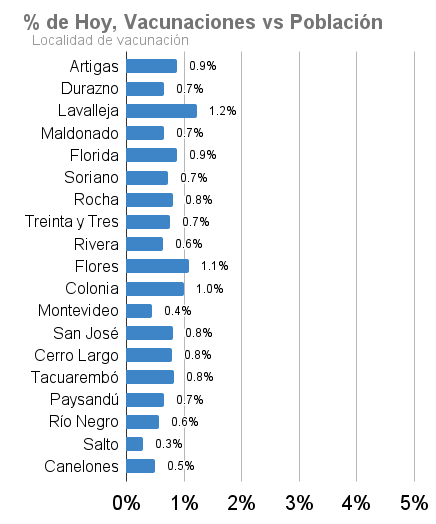 % de Hoy, Vacunaciones vs Población
Localidad de vacunación
Artigas 0.9%
Durazno 0.7%
Lavalleja 1.2%
Maldonado 0.7%
Florida 0.9%
Soriano 0.7%
Rocha 0.8%
Treinta y Tres 0.7%
Rivera 0.6%
Flores 1.1%
Colonia 1.0%
Montevideo 0.4%
San José 0.8%
Cerro Largo 0.8%
Tacuarembó 0.8%
Paysandú 0.7%
Río Negro 0.6%
Salto 0.3%
Canelones 0.5%
0% 1% 2% 3% 4% 5%